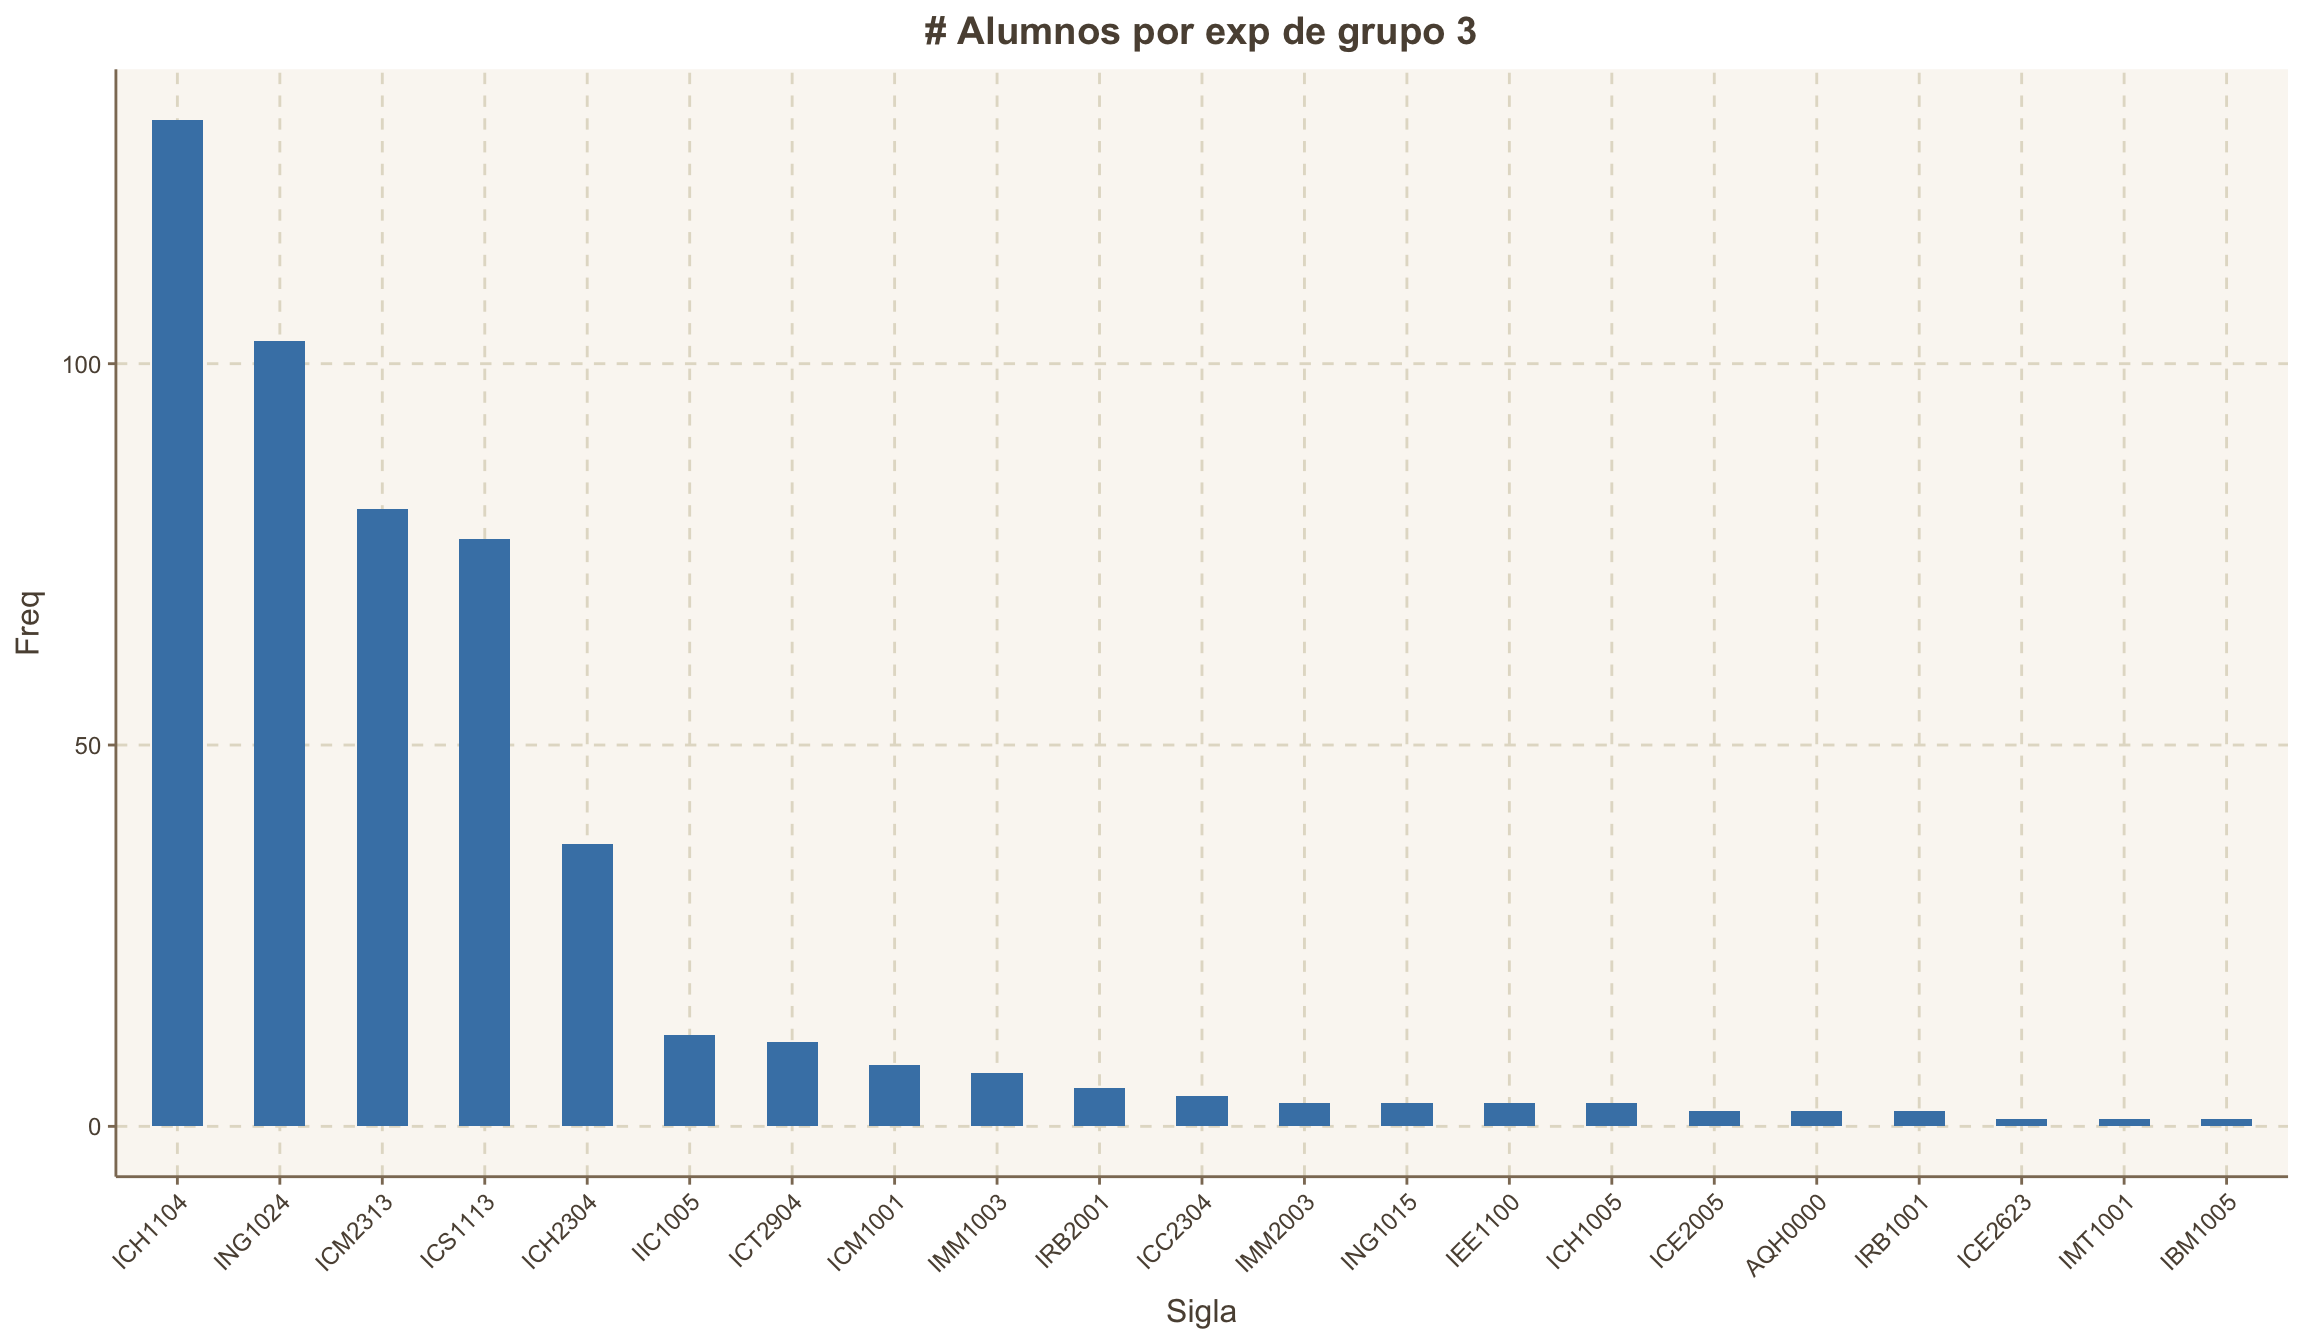 # Alumnos por exp de grupo 3
Freq
100
50
0
ICH1104
ING1024
ICM2313
ICS1113
ICH2304
IIC1005
ICT2904
ICM1001
IMM1003
IRB2001
ICC2304
IMM2003
ING1015
IEE1100
ICH1005
ICE2005
AQH0000
IRB1001
ICE2623
IMT1001
IBM1005
Sigla